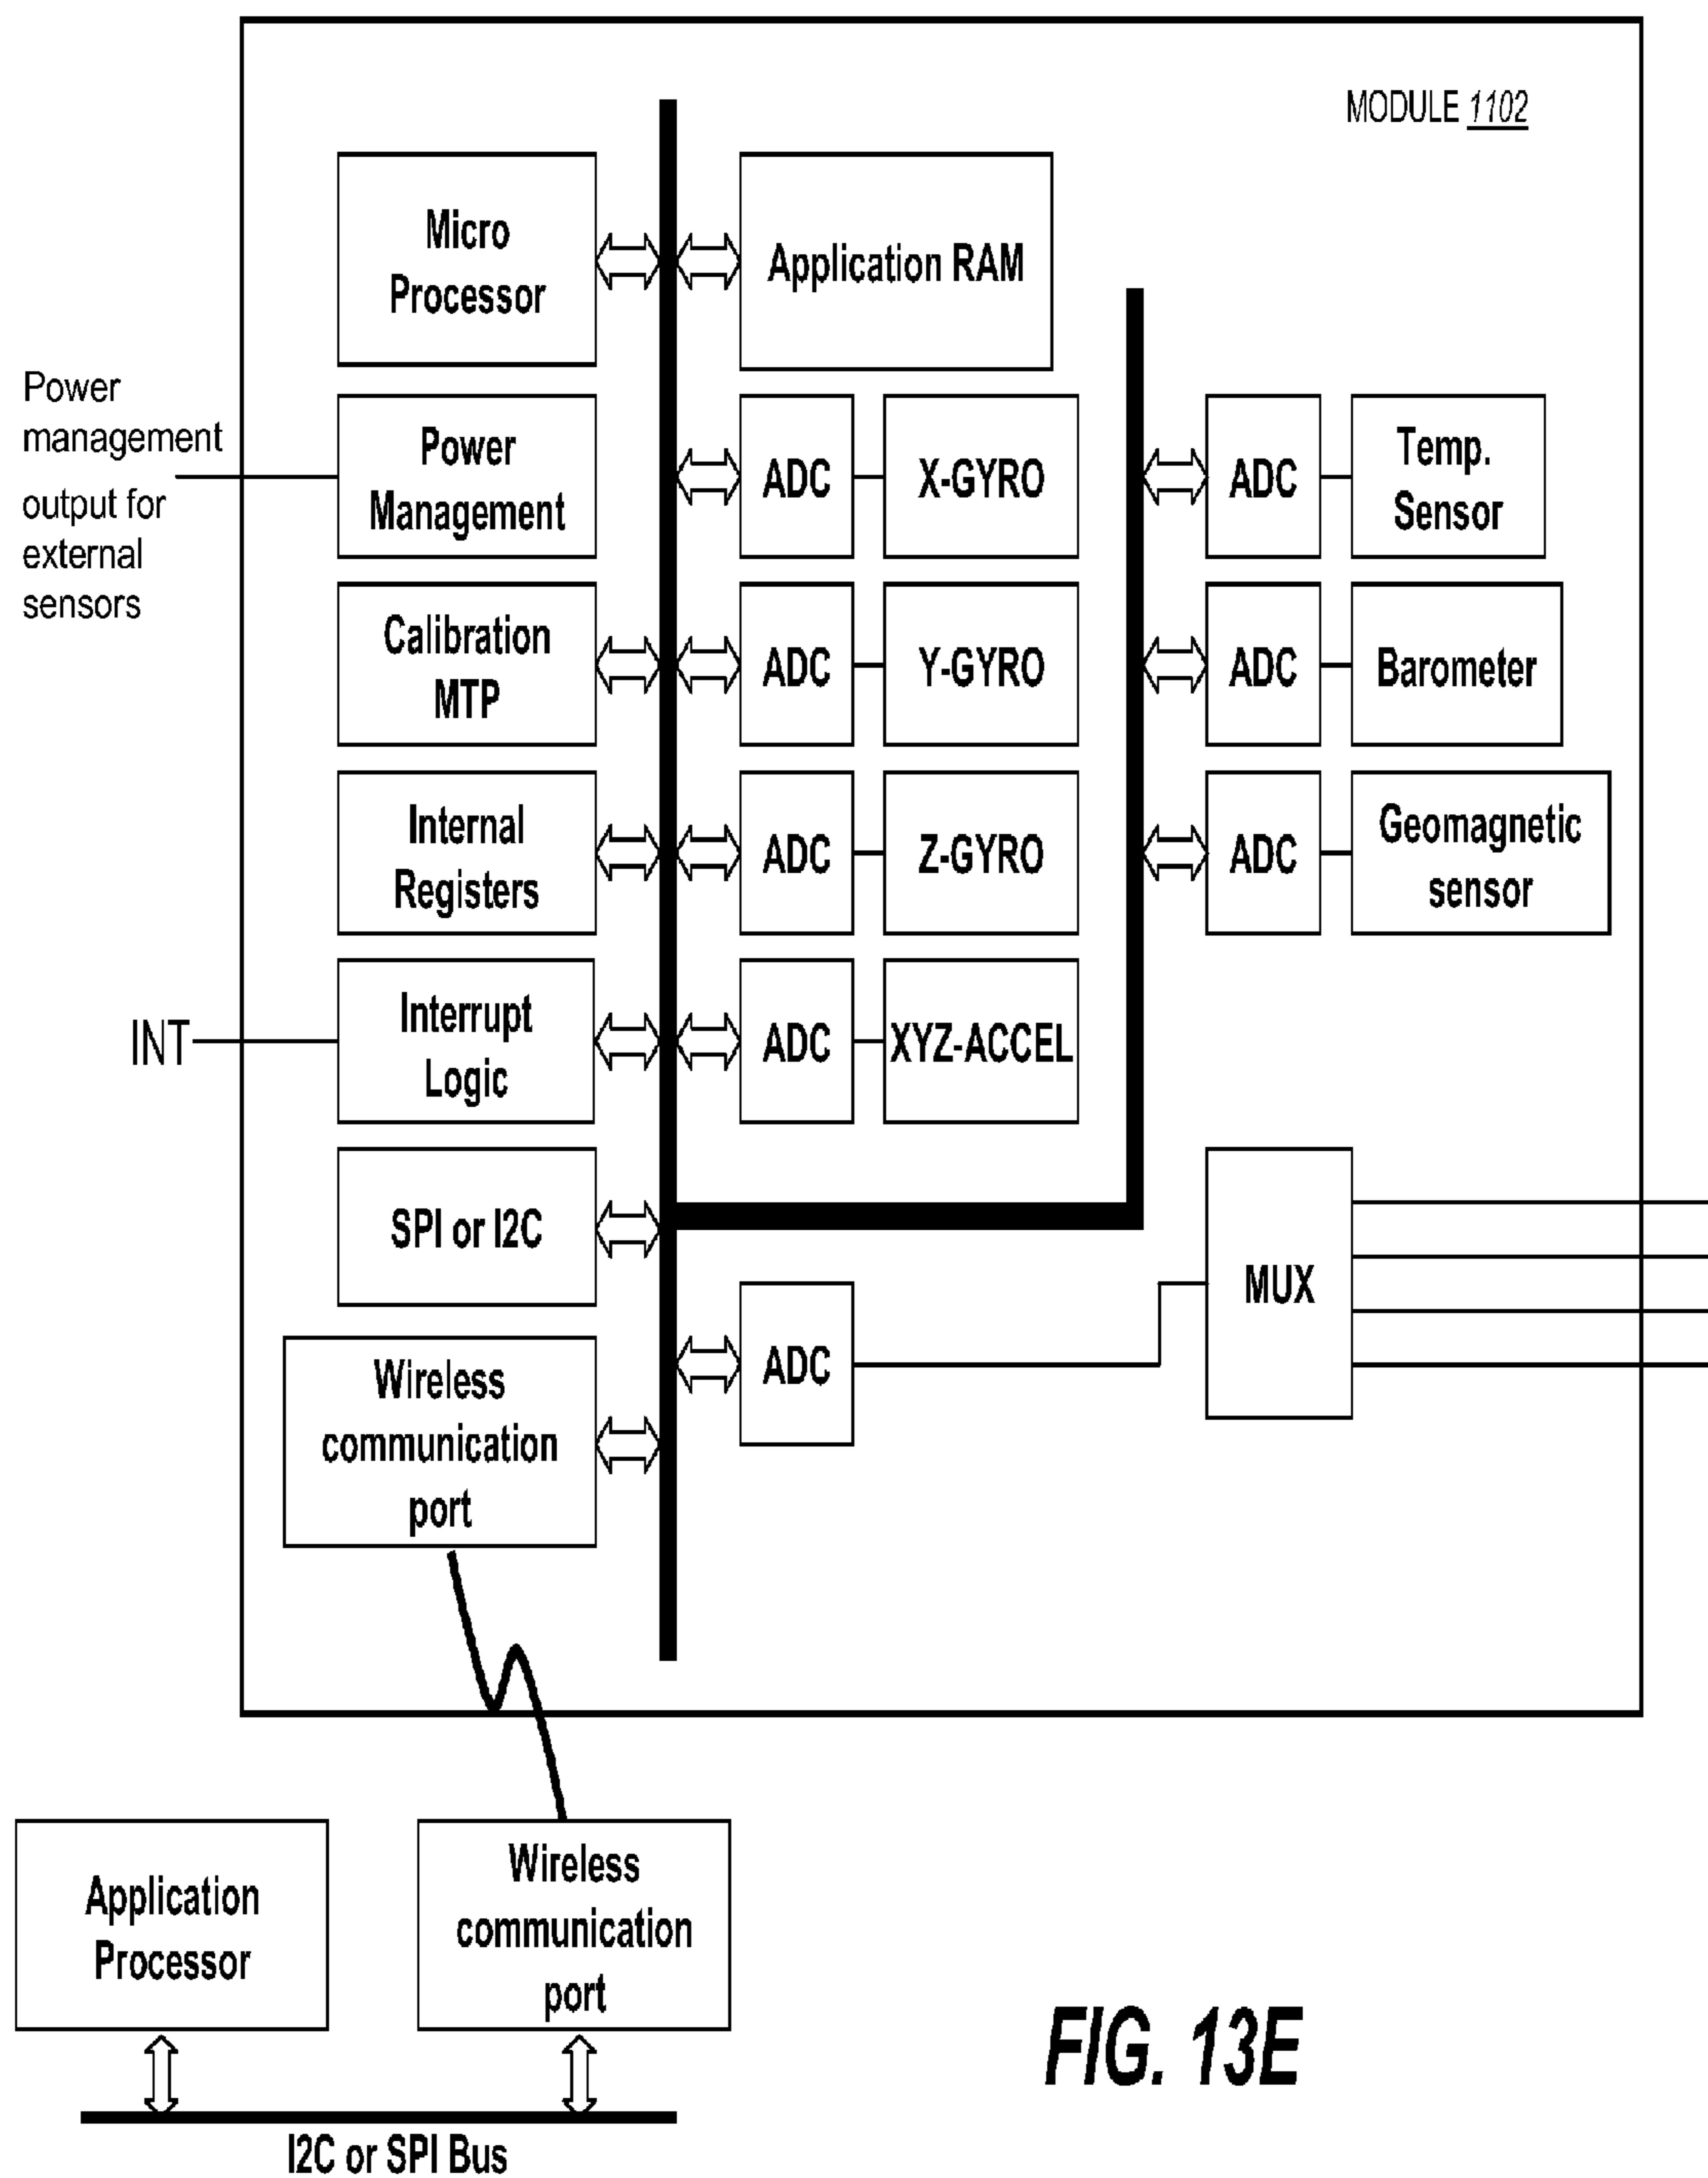 MODULE 1102
Micro
Processor
Application RAM
Power
management
output for
external
sensors
Power
Management
ADC
X-GYRO
ADC
Temp.
Sensor
Calibration
MTP
ADC
Y-GYRO
ADC
Barometer
Internal
Registers
ADC
Z-GYRO
ADC
Geomagnetic
sensor
INT
Interrupt
Logic
ADC
XYZ-ACCEL
SPI or I2C
MUX
ADC
Wireless
communication
port
Application
Processor
Wireless
communication
port
I2C or SPI Bus
FIG. 13E